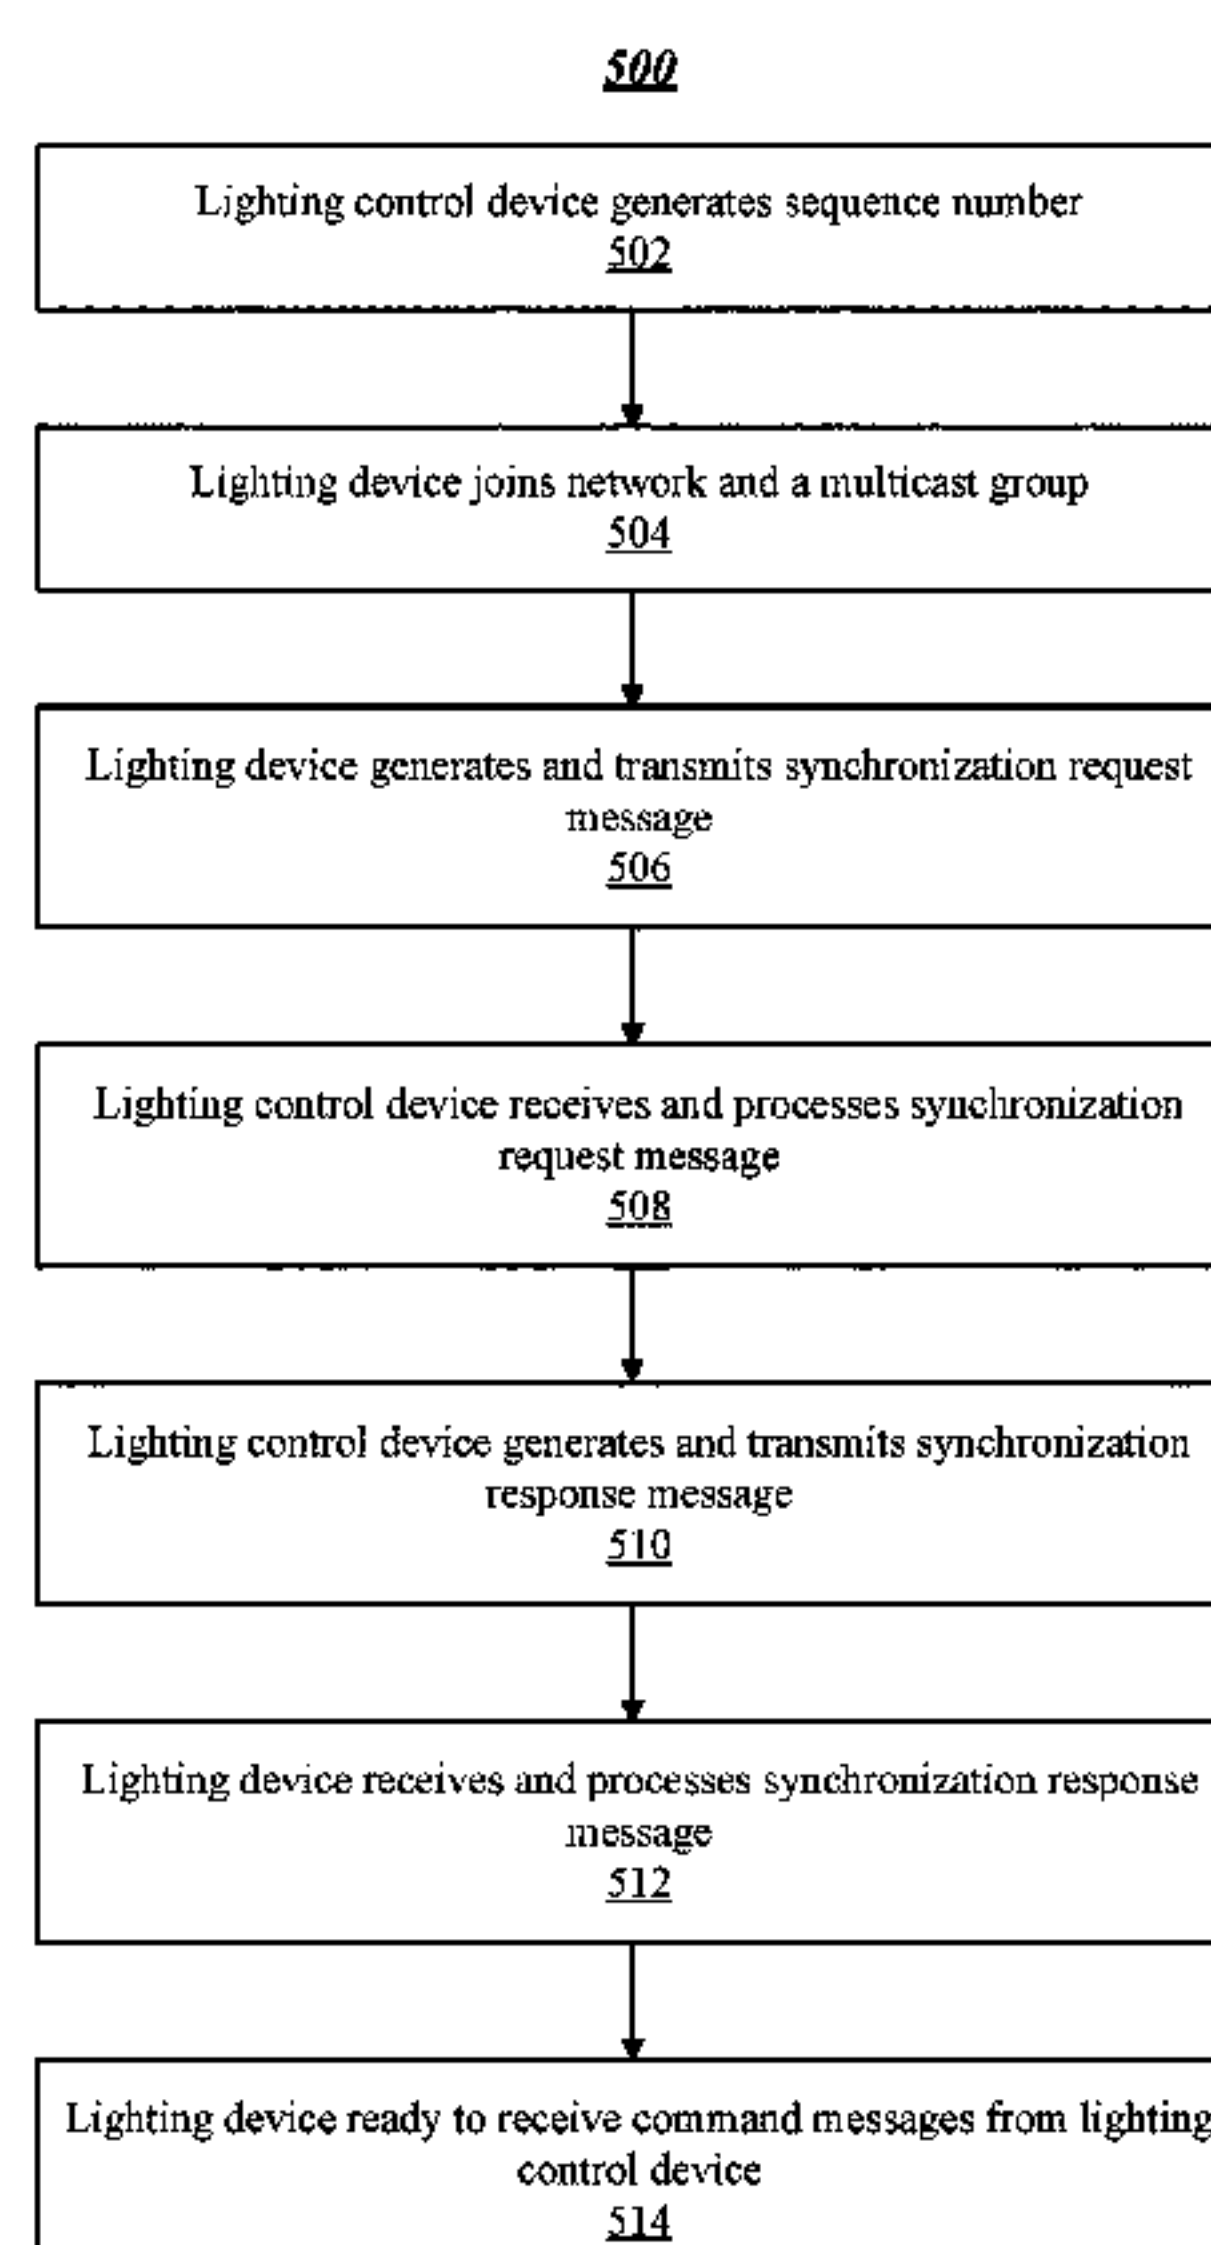 500
Lighting control device generates sequence number
502
Lighting device joins network and a multicast group
504
Lighting device generates and transmits synchronization request
message
506
Lighting control device receives and processes synchronization
request message
508
Lighting control device generates and transmits synchronization
response message
510
Lighting device receives and processes synchronization response
message
512
Lighting device ready to receive command messages from lighting
control device
514